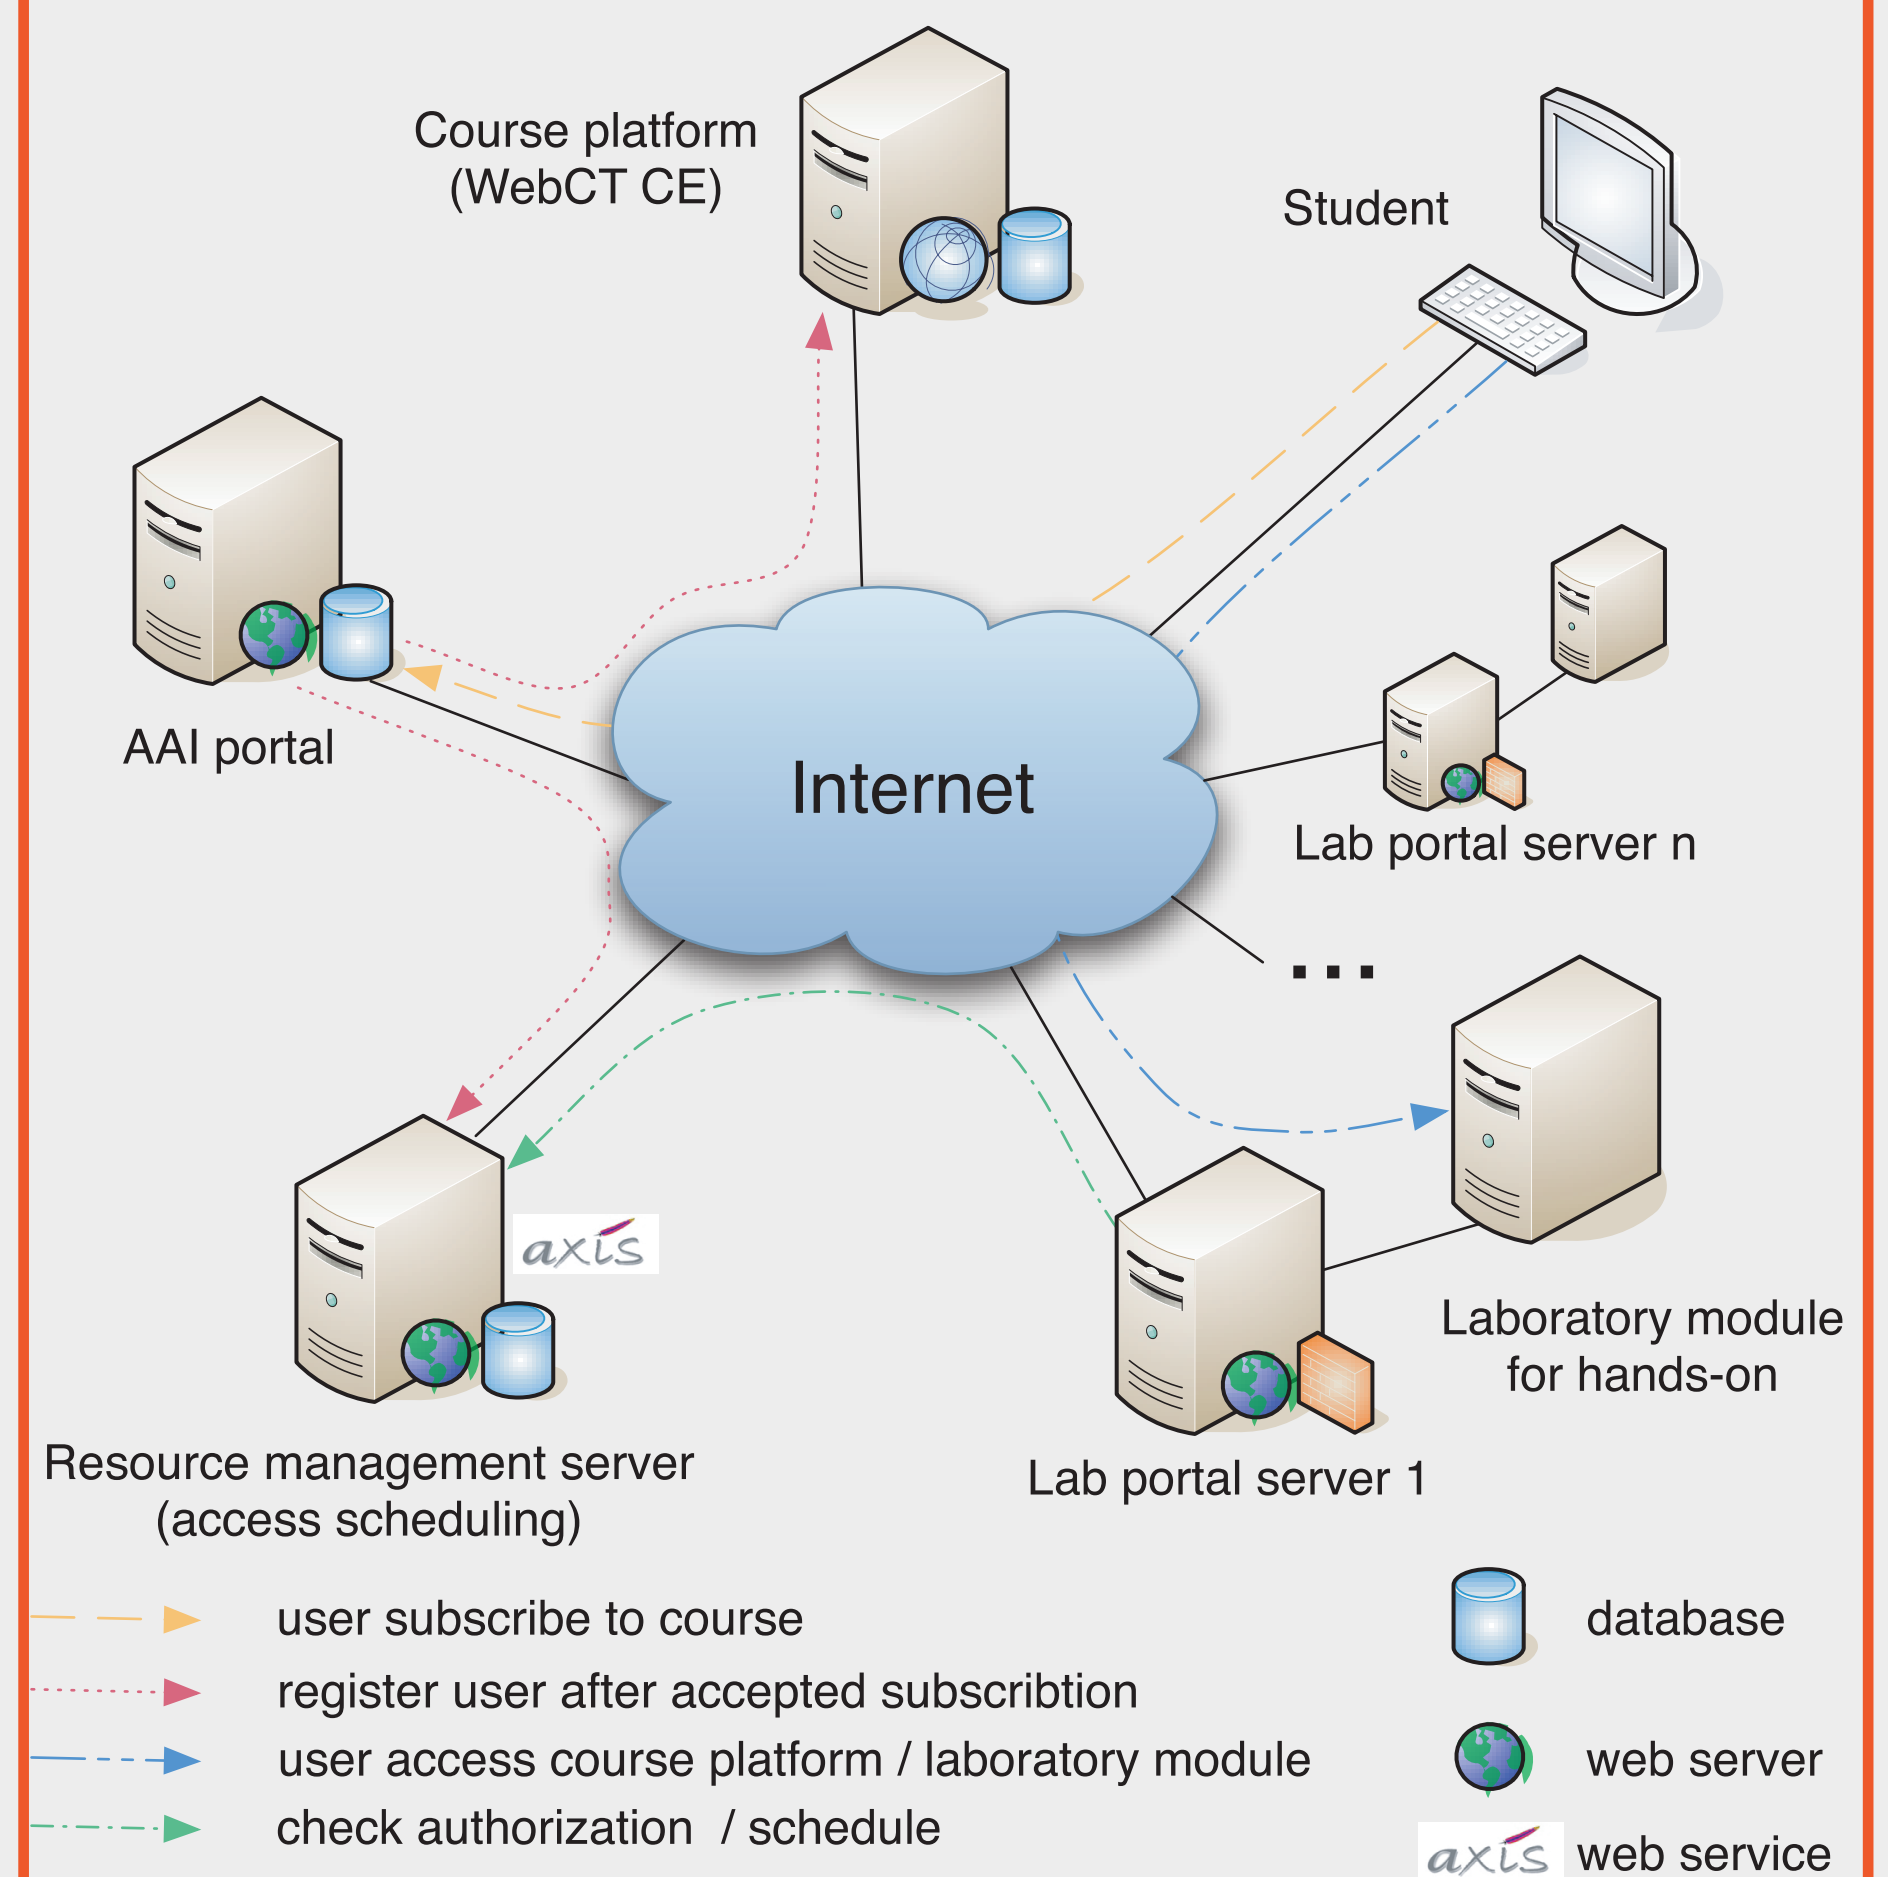 Course platform
(WebCT CE)
Student
AAI portal
Internet
Lab portal server n
...
axis
Laboratory module
for hands-on
Resource management server
(access scheduling)
Lab portal server 1
user subscribe to course
register user after accepted subscribtion
user access course platform / laboratory module
check authorization / schedule
database
web server
axis web service